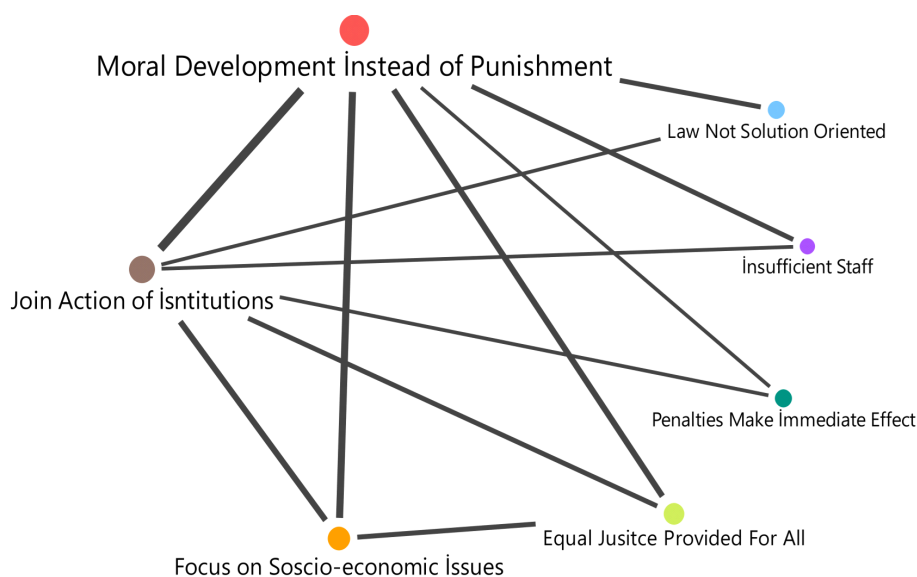 Moral Development İnstead of Punishment
Law Not Solution Oriented
İnsufficient Staff
Join Action of İsntitutions
Penalties Make İmmediate Effect
Equal Jusitce Provided For All
Focus on Soscio-economic İssues